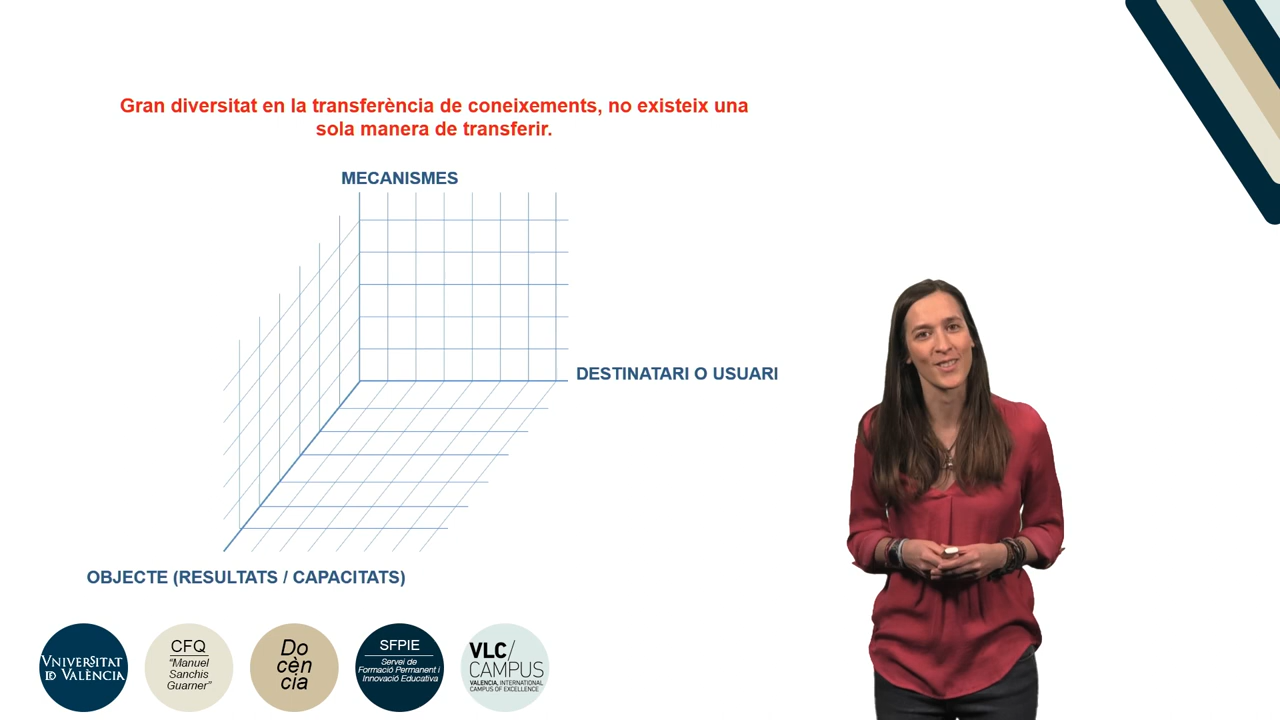 Gran diversitat en la transferència de coneixements, no existeix una
sola manera de transferir.
MECANISMES
DESTINATARI O USUARI
OBJECTE (RESULTATS / CAPACITATS)
VNIVERSITAT
ID VALÈNCIA
CFQ
"Manuel
Sanchis
Guarner"
Do
cèn
cia
SFPIE
Servei de
Formació Permanent i
Innovació Educativa
VLC/
CAMPUS
VALENCIA, INTERNATIONAL
CAMPUS OF EXCELLENCE